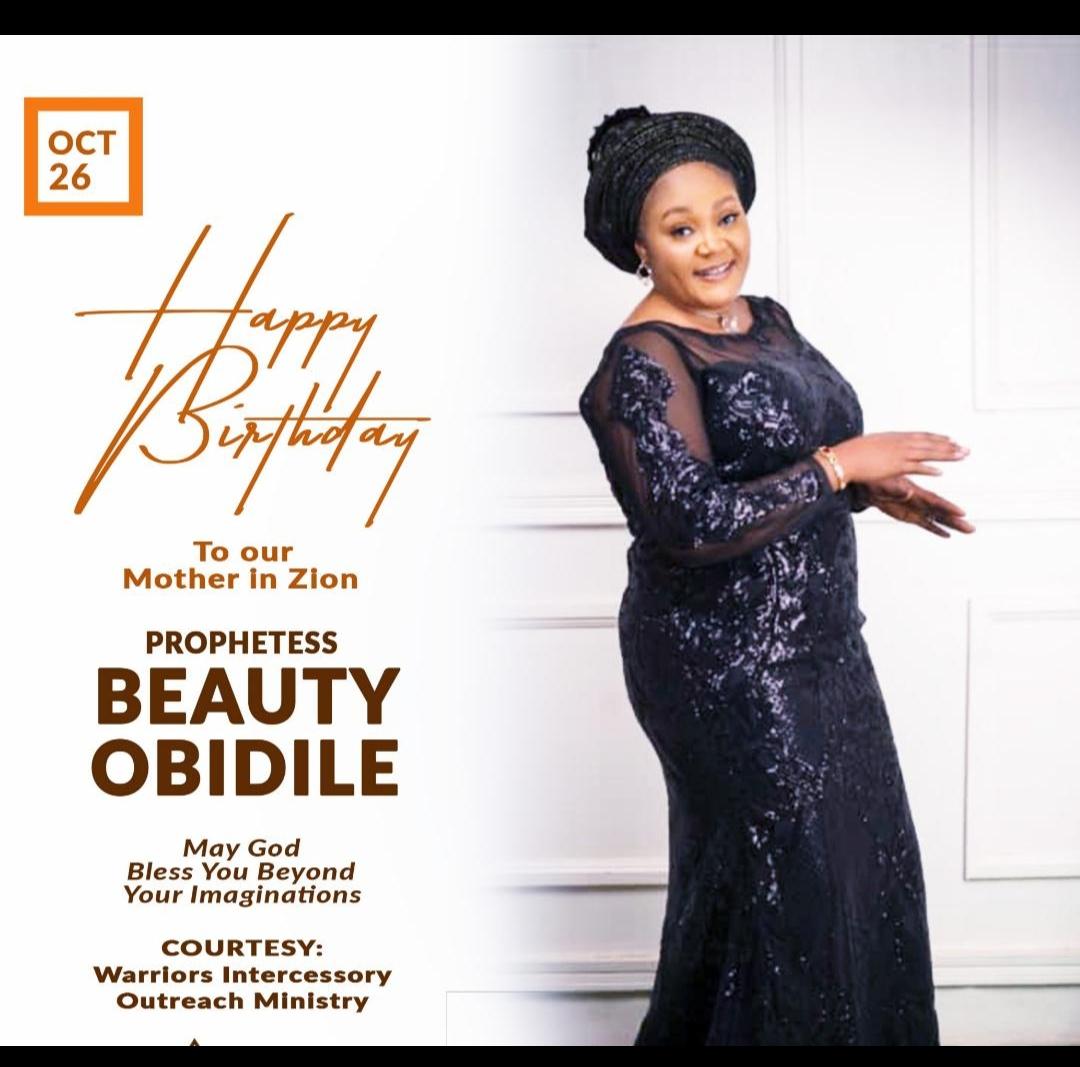 OCT
26
Happy
Birthday
To our
Mother in Zion
PROPHETESS
BEAUTY
OBIDILE
May God
Bless You Beyond
Your Imaginations
COURTESY:
Warriors Intercessory
Outreach Ministry